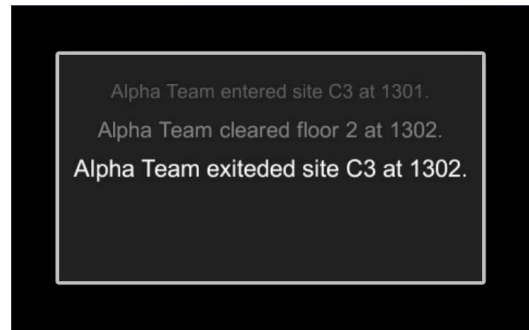 Alpha Team entered site C3 at 1301.
Alpha Team cleared floor 2 at 1302.
Alpha Team exiteded site C3 at 1302.